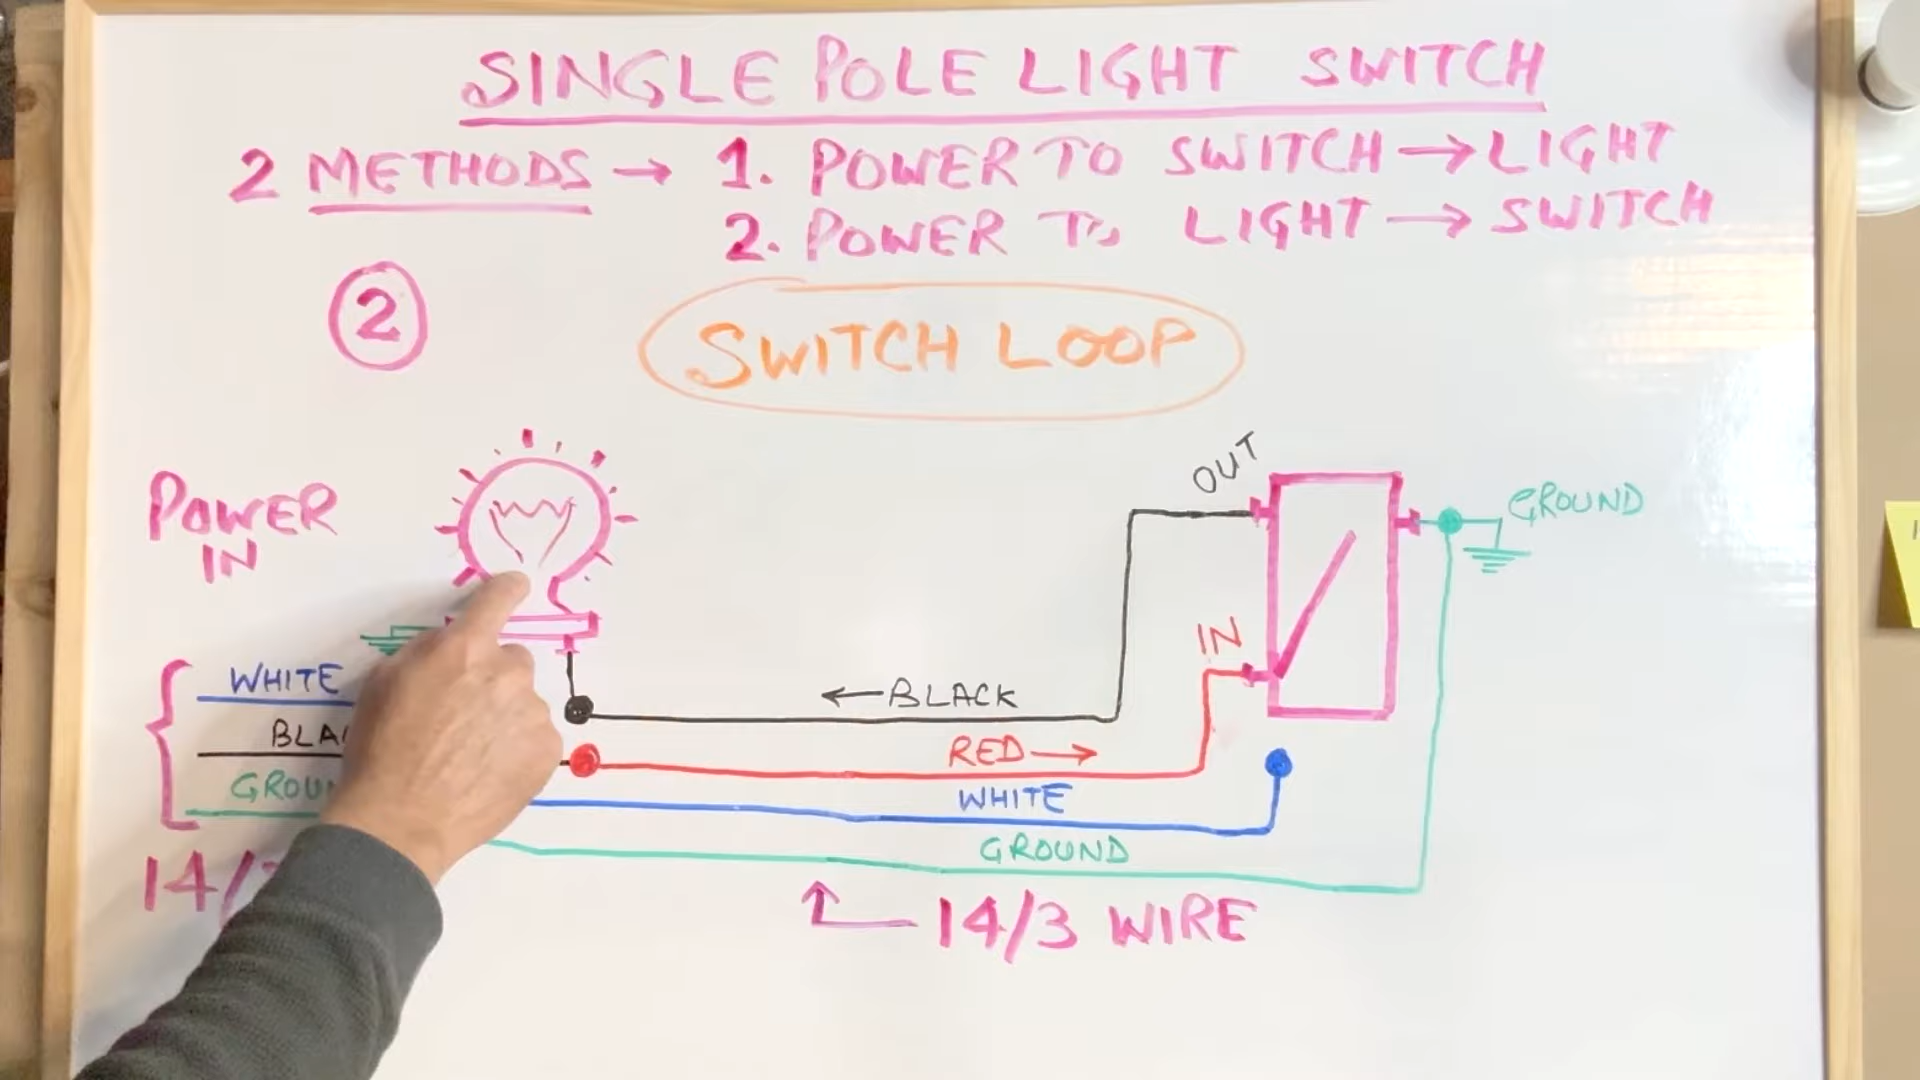 SINGLE POLE LIGHT SWITCH
2 METHODS → 1. POWER TO SWITCH → LIGHT
2. POWER TO LIGHT → SWITCH
2
SWITCH LOOP
OUT
GROUND
POWER
IN
IN
WHITE
← BLACK
RED →
WHITE
GROUND
14/3 WIRE